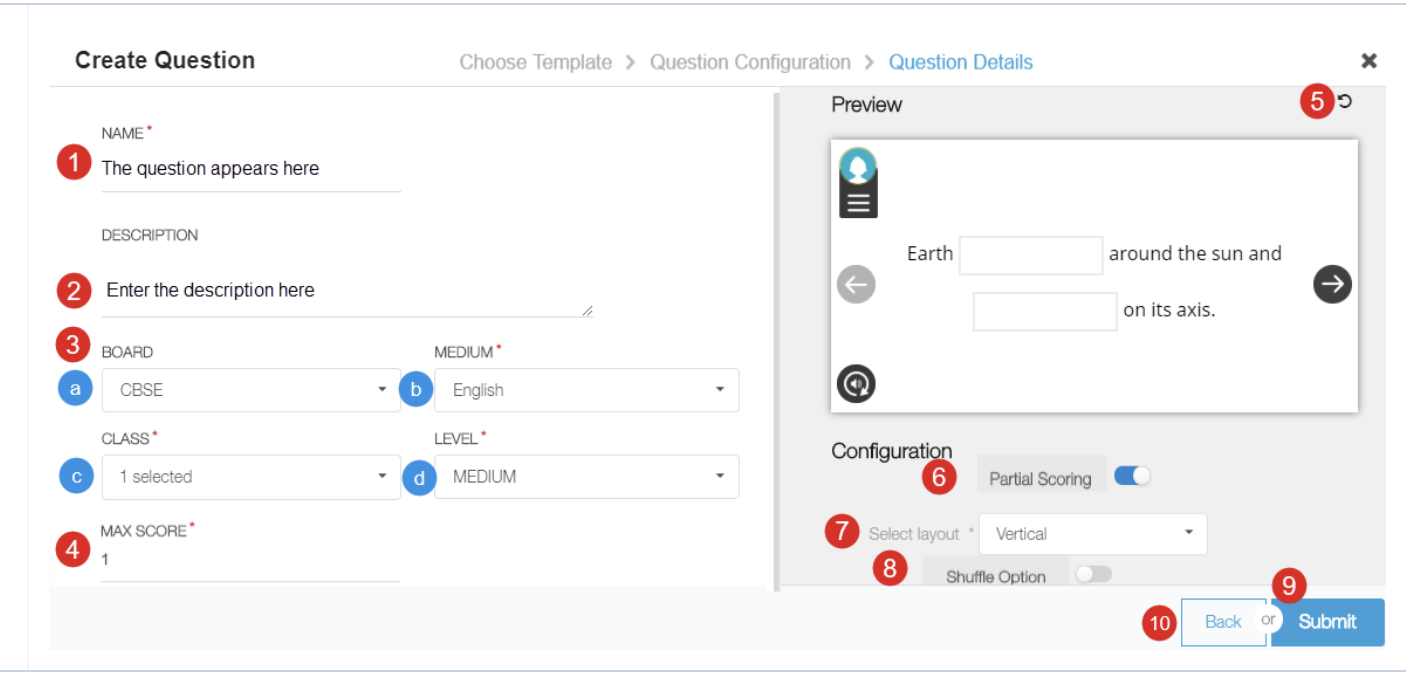 Create Question
Choose Template > Question Configuration > Question Details
NAME*
1 The question appears here
DESCRIPTION
2 Enter the description here
3 BOARD
a CBSE
MEDIUM*
b English
CLASS*
c 1 selected
LEVEL*
d MEDIUM
MAX SCORE*
4 1
Preview
5
Earth around the sun and
on its axis.
Configuration
6 Partial Scoring
7 Select layout * Vertical
8 Shuffle Option
9
10 Back or Submit